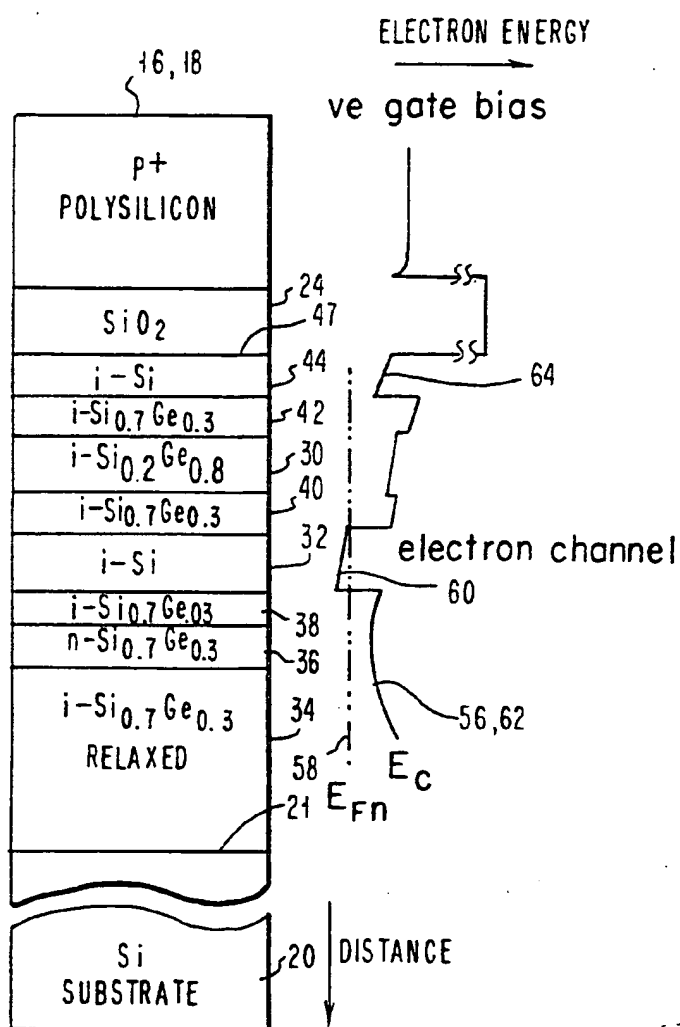 ELECTRON ENERGY
16,18
ve gate bias
p+
POLYSILICON
24
SiO2
47
i-Si
44
64
i-Si0.7Ge0.3
42
i-Si0.2Ge0.8
30
i-Si0.7Ge0.3
40
i-Si
32
electron channel
60
i-Si0.7Ge.03
38
n-Si0.7Ge0.3
36
i-Si0.7Ge0.3
RELAXED
34
56,62
58
EC
EFn
21
Si
SUBSTRATE
20
DISTANCE